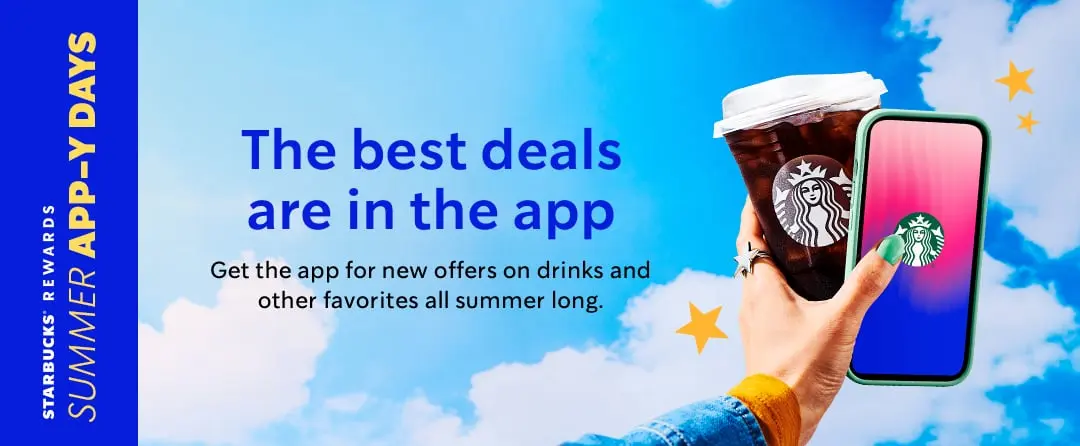 STARBUCKS® REWARDS
SUMMER APP-Y DAYS
The best deals
are in the app
Get the app for new offers on drinks and
other favorites all summer long.